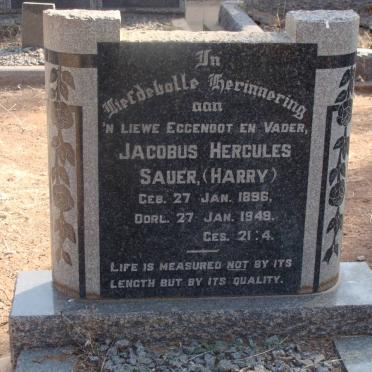 In
Liefdevolle Herinnering
aan
'N LIEWE EGGENOOT EN VADER,
JACOBUS HERCULES
SAUER, (HARRY)
GEB. 27 JAN. 1896,
OORL. 27 JAN. 1949.
GES. 21:4.
LIFE IS MEASURED NOT BY ITS
LENGTH BUT BY ITS QUALITY.